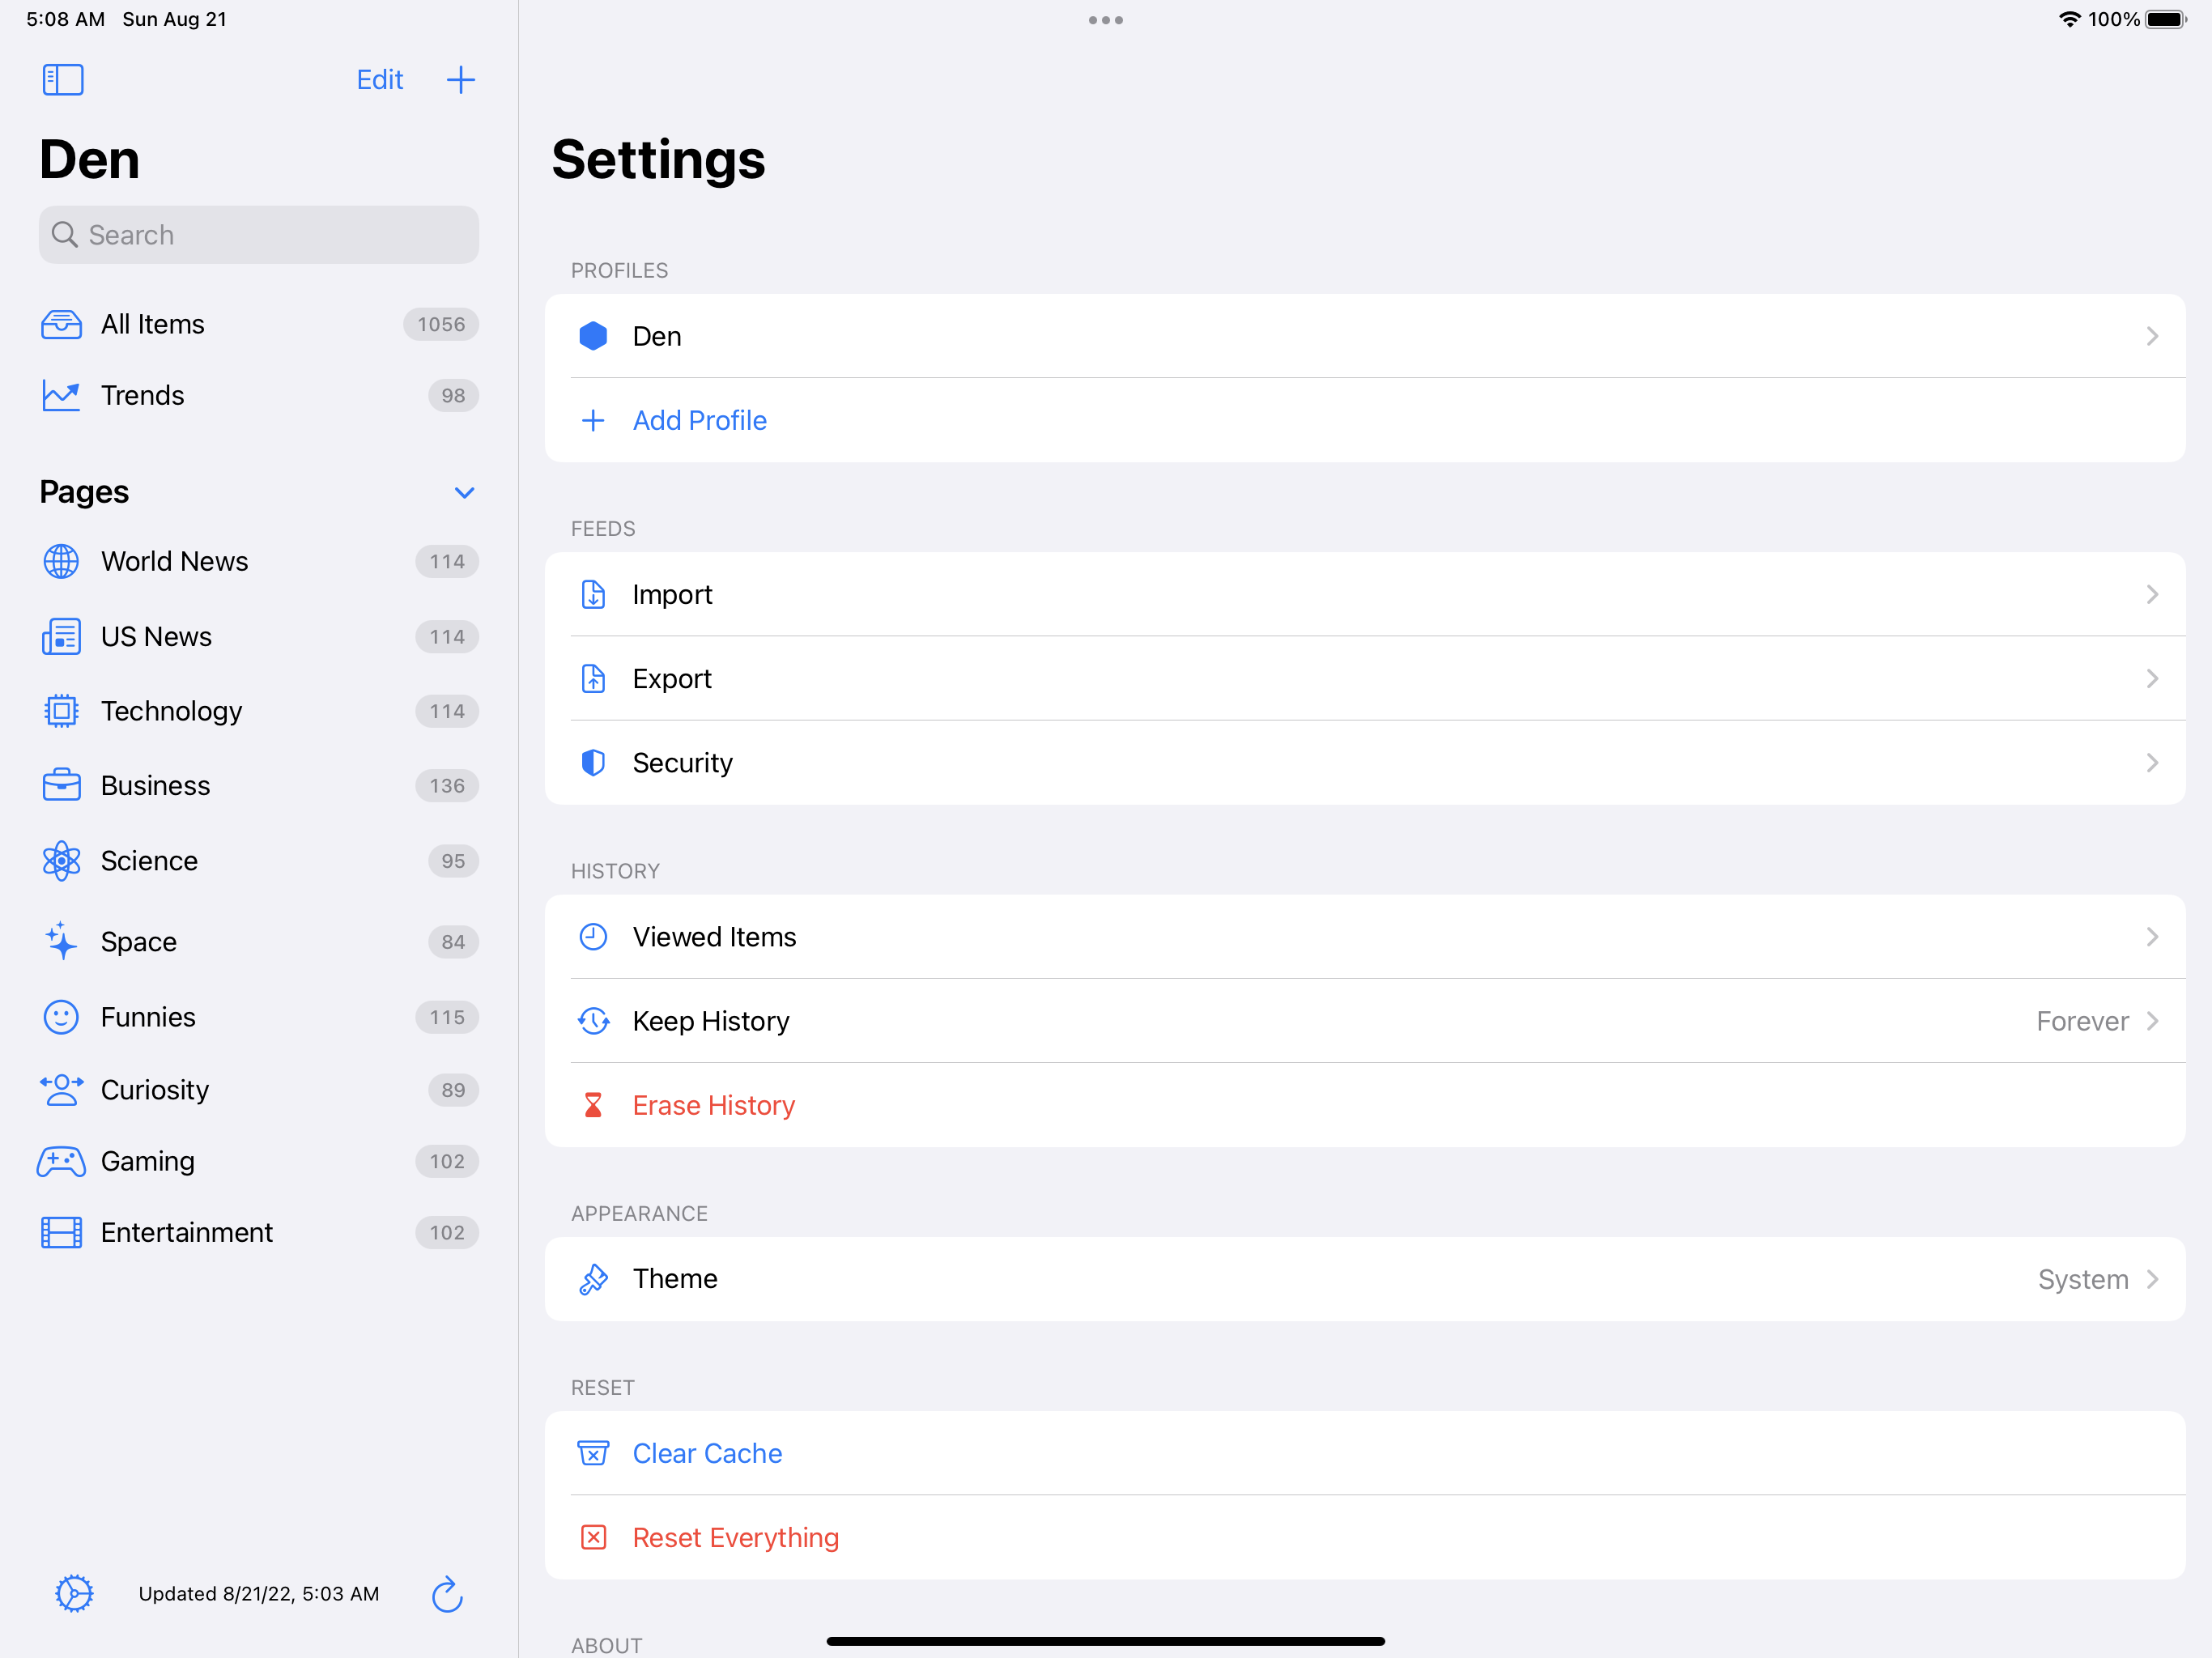 5:08 AM Sun Aug 21
100%
Edit
Den
Search
All Items 1056
Trends 98
Pages
World News 114
US News 114
Technology 114
Business 136
Science 95
Space 84
Funnies 115
Curiosity 89
Gaming 102
Entertainment 102
Updated 8/21/22, 5:03 AM
Settings
PROFILES
Den
Add Profile
FEEDS
Import
Export
Security
HISTORY
Viewed Items
Keep History Forever
Erase History
APPEARANCE
Theme System
RESET
Clear Cache
Reset Everything
ABOUT